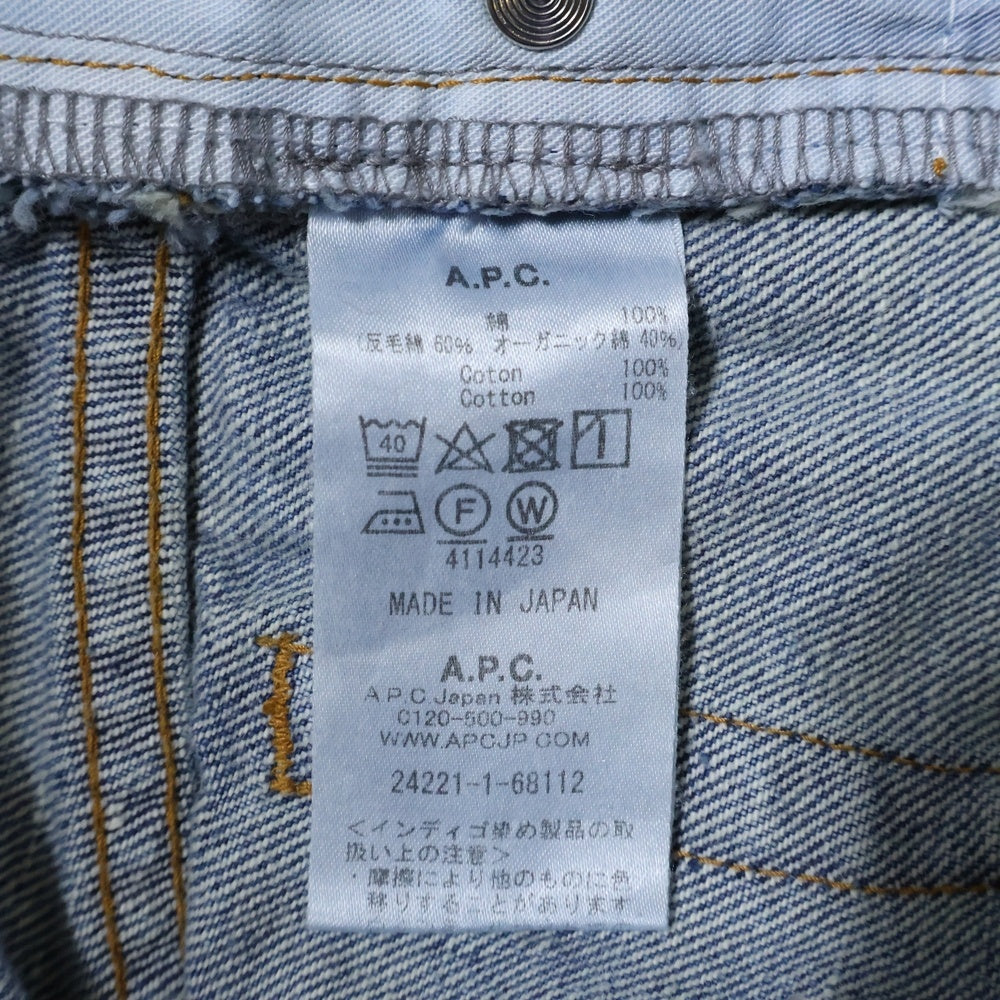 A.P.C.
綿 100%
(反毛綿 60% オーガニック綿 40%)
Coton 100%
Cotton 100%
40
F W
4114423
MADE IN JAPAN
A.P.C.
A.P.C Japan 株式会社
0120-500-990
WWW.APCJP.COM
24221-1-68112
<インディゴ染め製品の取
扱い上の注意>
・摩擦により他のものに色
移りすることがあります